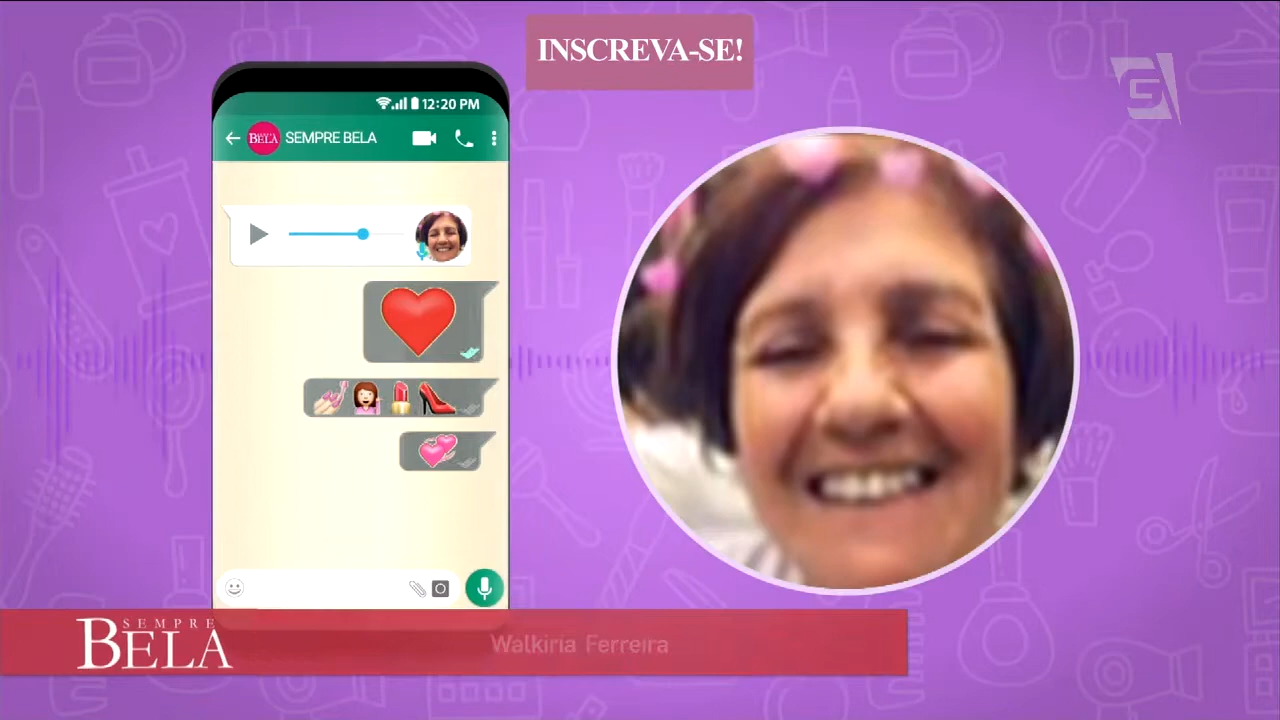 INSCREVA-SE!
12:20 PM
BELA SEMPRE BELA
SEMPRE
BELA
Walkiria Ferreira